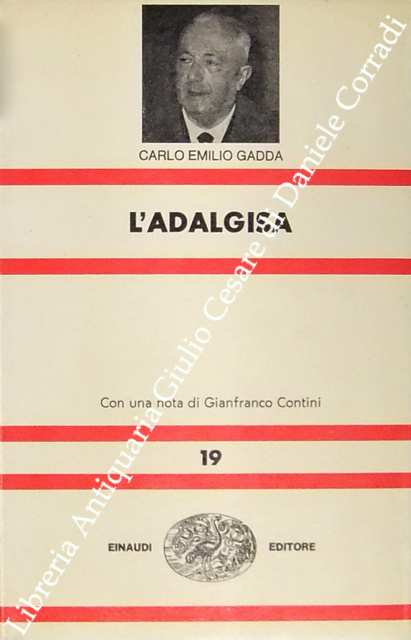 CARLO EMILIO GADDA
L'ADALGISA
Con una nota di Gianfranco Contini
19
EINAUDI EDITORE
Libreria Antiquaria Giulio Cesare di Daniele Corradi